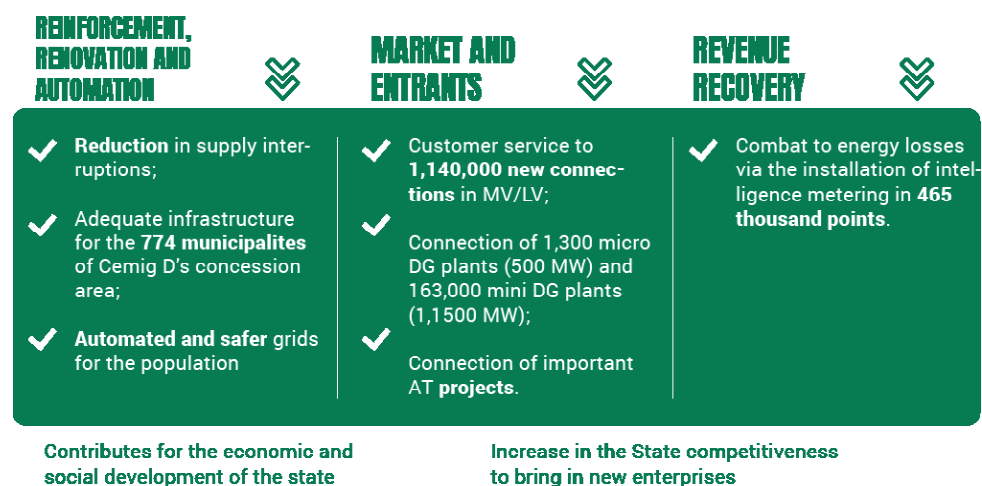 REINFORCEMENT,
RENOVATION AND
AUTOMATION
Reduction in supply inter-
ruptions;
Adequate infrastructure
for the 774 municipalites
of Cemig D's concession
area;
Automated and safer grids
for the population
MARKET AND
ENTRANTS
Customer service to
1,140,000 new connec-
tions in MV/LV;
Connection of 1,300 micro
DG plants (500 MW) and
163,000 mini DG plants
(1,1500 MW);
Connection of important
AT projects.
REVENUE
RECOVERY
Combat to energy losses
via the installation of intel-
ligence metering in 465
thousand points.
Contributes for the economic and
social development of the state
Increase in the State competitiveness
to bring in new enterprises